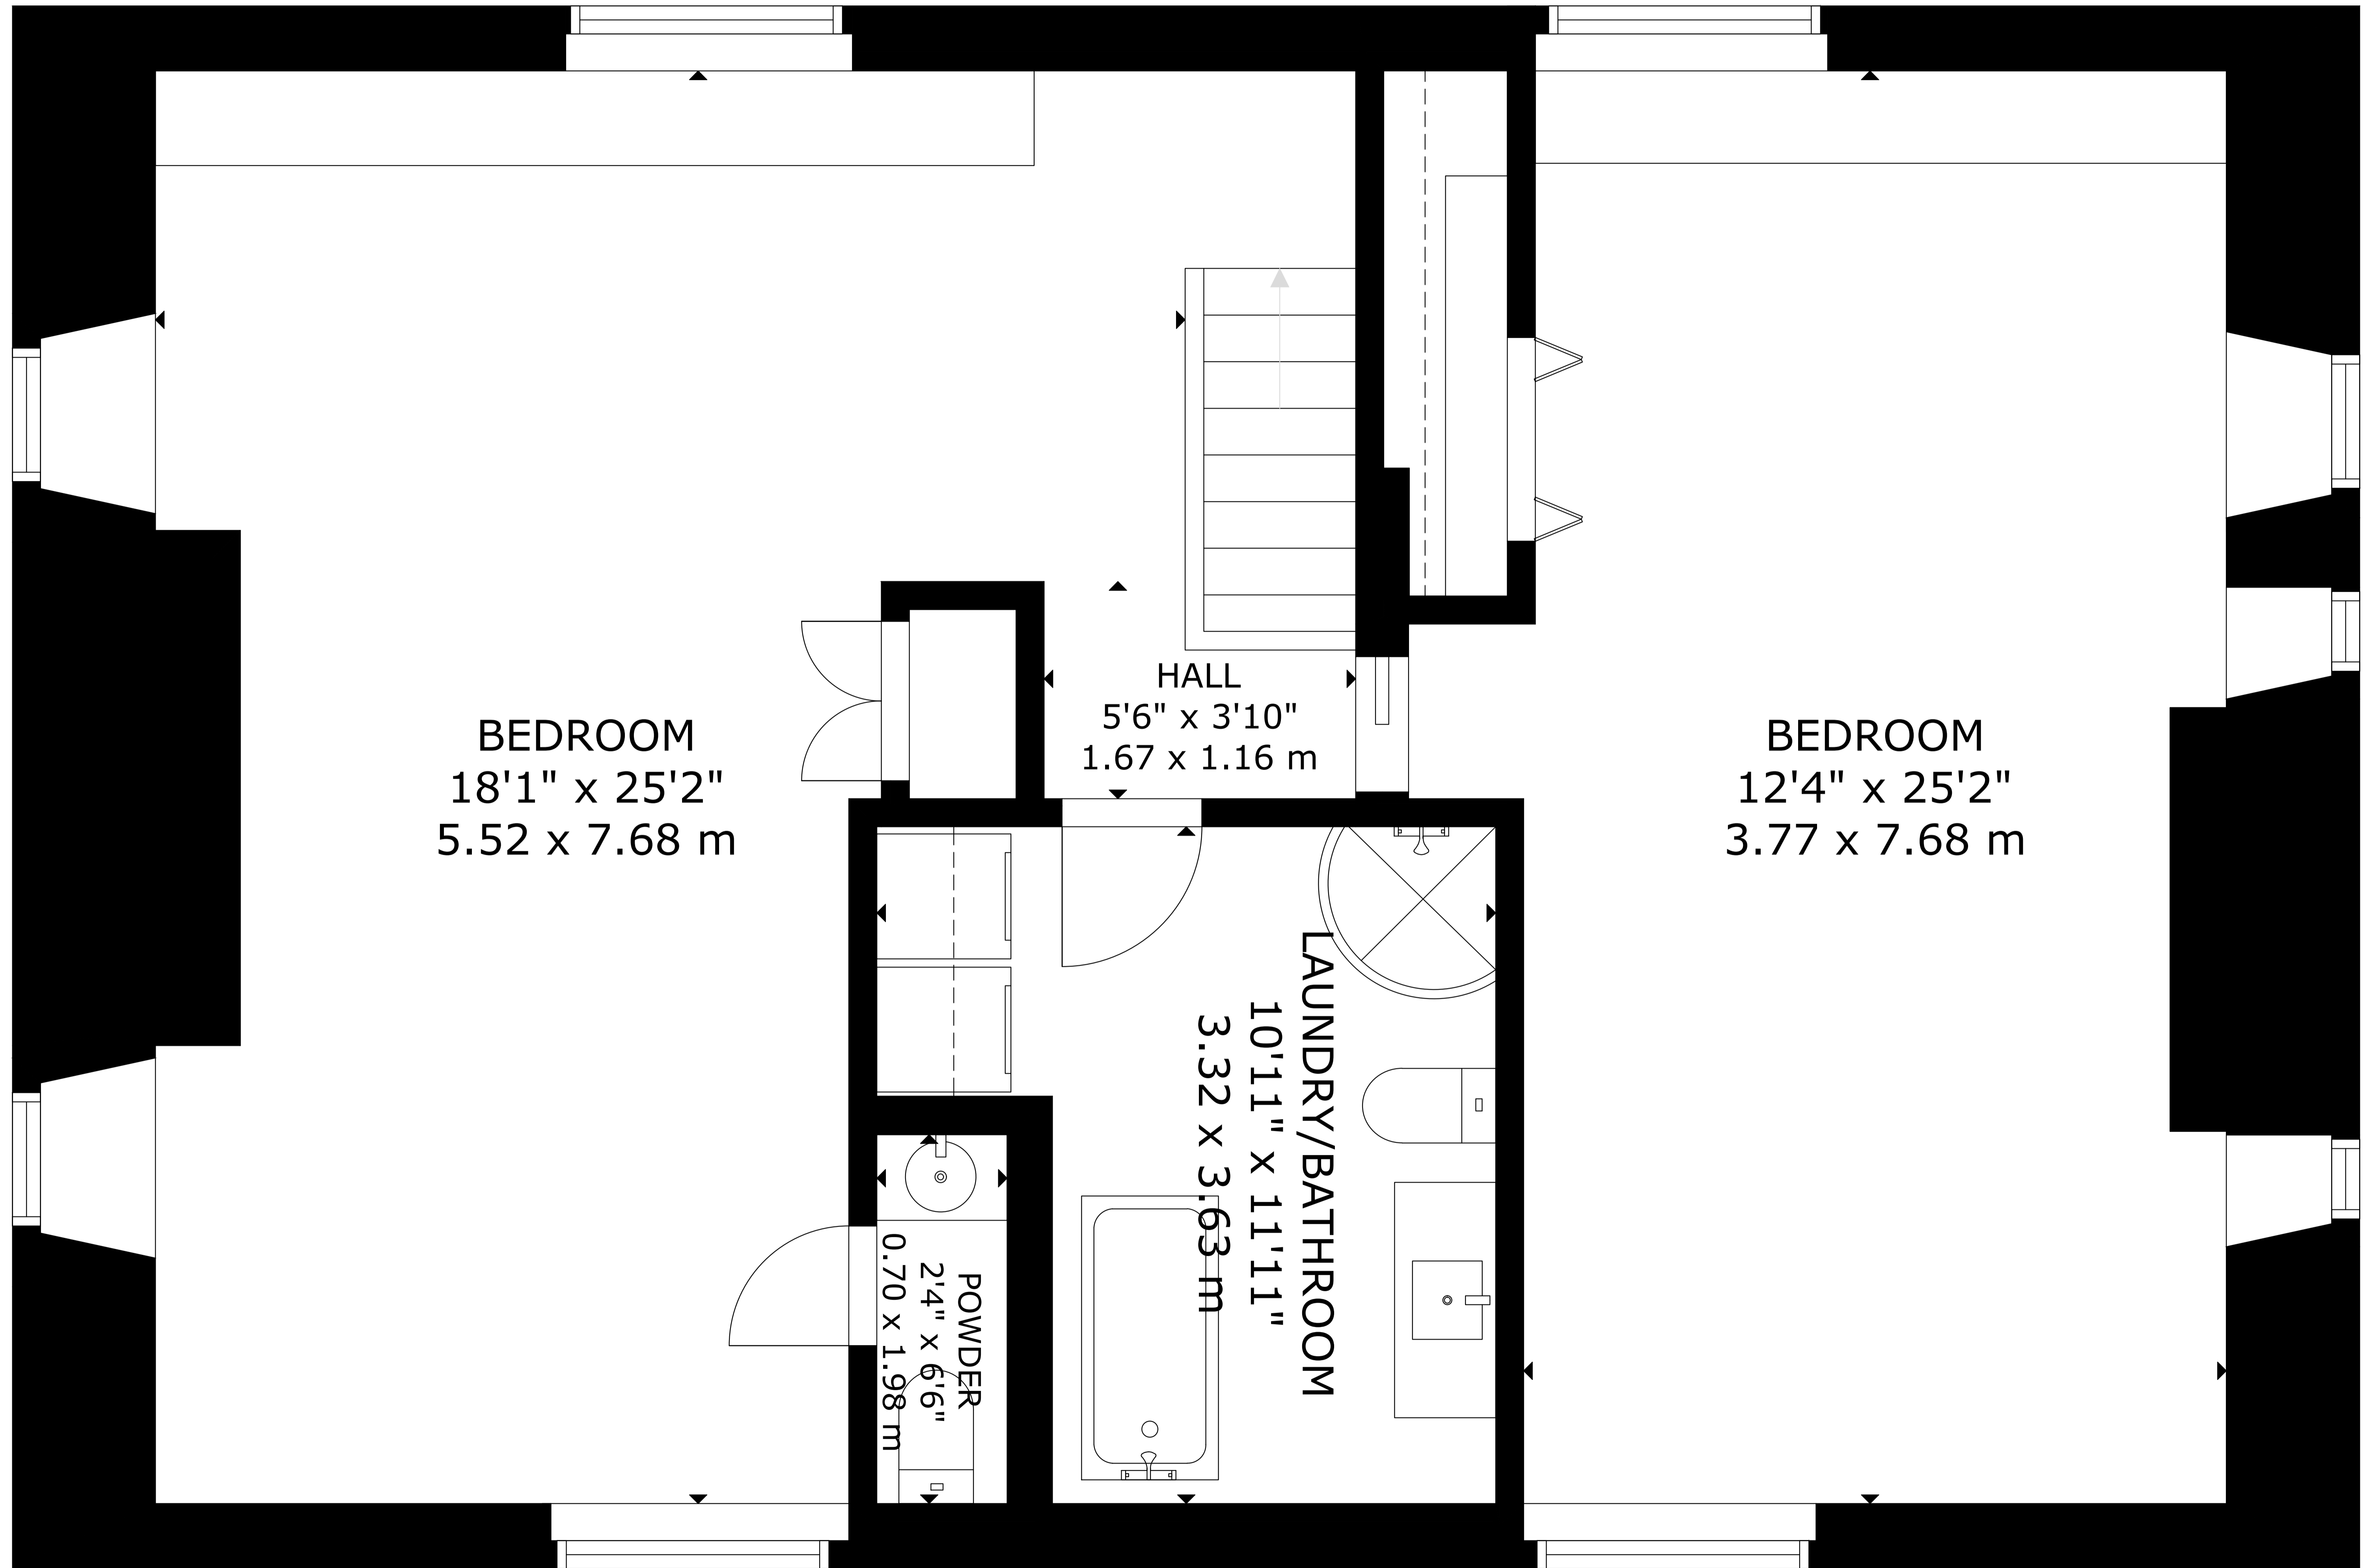 BEDROOM
18'1" x 25'2"
5.52 x 7.68 m
HALL
5'6" x 3'10"
1.67 x 1.16 m
BEDROOM
12'4" x 25'2"
3.77 x 7.68 m
LAUNDRY/BATHROOM
10'11" x 11'11"
3.32 x 3.63 m
POWDER
2'4" x 6'6"
0.70 x 1.98 m